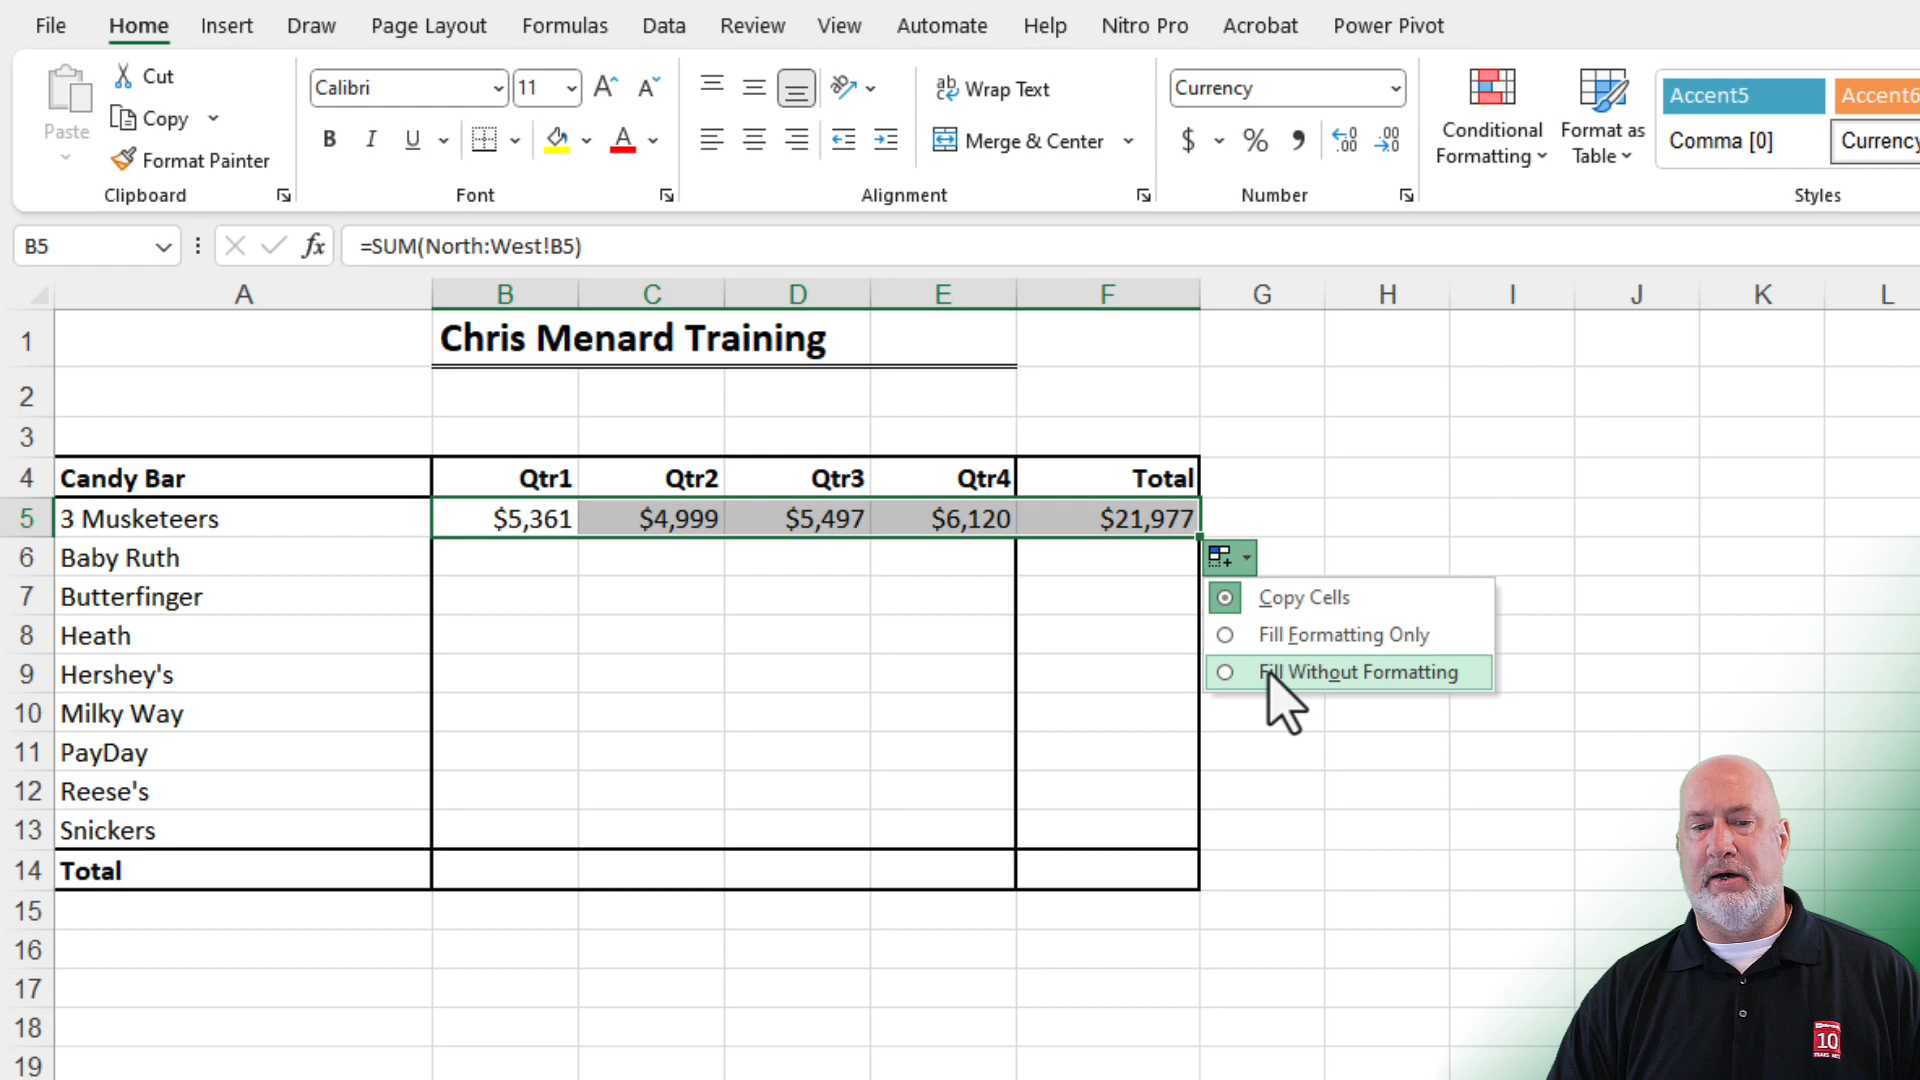 File Home Insert Draw Page Layout Formulas Data Review View Automate Help Nitro Pro Acrobat Power Pivot
Paste
Cut
Copy
Format Painter
Clipboard
Calibri 11
B I U
Font
Wrap Text
Merge & Center
Alignment
Currency
$ % ,
Number
Conditional Formatting
Format as Table
Accent5 Accent6
Comma [0] Currency
Styles
B5 fx =SUM(North:West!B5)
A B C D E F G H I J K L
1 Chris Menard Training
2
3
4 Candy Bar Qtr1 Qtr2 Qtr3 Qtr4 Total
5 3 Musketeers $5,361 $4,999 $5,497 $6,120 $21,977
6 Baby Ruth
7 Butterfinger
8 Heath
9 Hershey's
10 Milky Way
11 PayDay
12 Reese's
13 Snickers
14 Total
15
16
17
18
19
Copy Cells
Fill Formatting Only
Fill Without Formatting
10